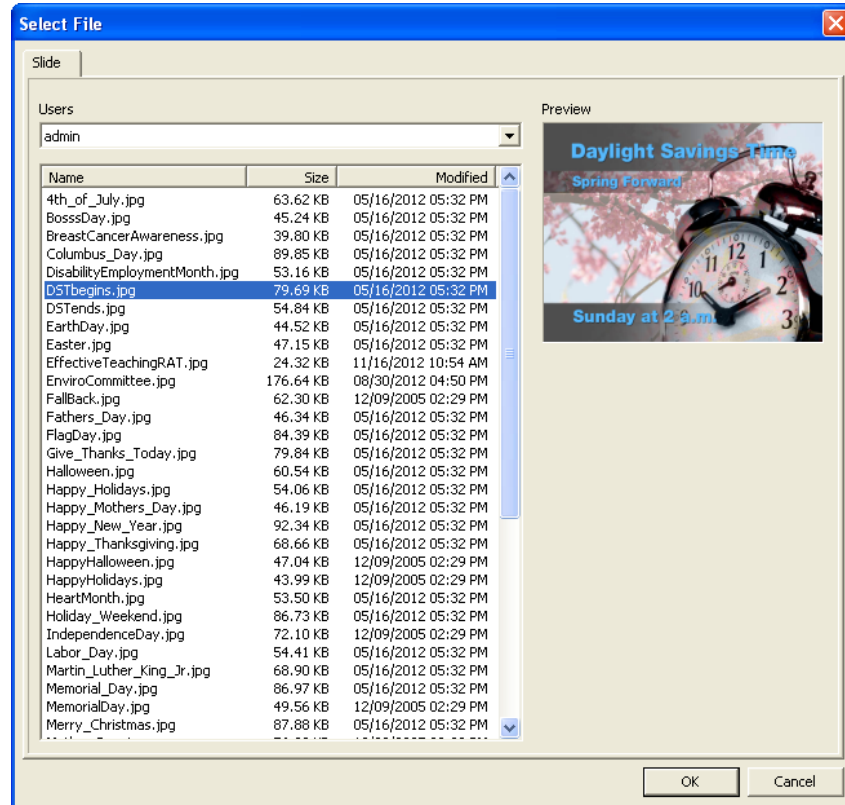 Select File
Slide
Users
admin
Preview
Name Size Modified
4th_of_July.jpg 63.62 KB 05/16/2012 05:32 PM
BosssDay.jpg 45.24 KB 05/16/2012 05:32 PM
BreastCancerAwareness.jpg 39.80 KB 05/16/2012 05:32 PM
Columbus_Day.jpg 89.85 KB 05/16/2012 05:32 PM
DisabilityEmploymentMonth.jpg 53.16 KB 05/16/2012 05:32 PM
DSTbegins.jpg 79.69 KB 05/16/2012 05:32 PM
DSTends.jpg 54.84 KB 05/16/2012 05:32 PM
EarthDay.jpg 44.52 KB 05/16/2012 05:32 PM
Easter.jpg 47.15 KB 05/16/2012 05:32 PM
EffectiveTeachingRAT.jpg 24.32 KB 11/16/2012 10:54 AM
EnviroCommittee.jpg 176.64 KB 08/30/2012 04:50 PM
FallBack.jpg 62.30 KB 12/09/2005 02:29 PM
Fathers_Day.jpg 46.34 KB 05/16/2012 05:32 PM
FlagDay.jpg 84.39 KB 05/16/2012 05:32 PM
Give_Thanks_Today.jpg 79.84 KB 05/16/2012 05:32 PM
Halloween.jpg 60.54 KB 05/16/2012 05:32 PM
Happy_Holidays.jpg 54.06 KB 05/16/2012 05:32 PM
Happy_Mothers_Day.jpg 46.19 KB 05/16/2012 05:32 PM
Happy_New_Year.jpg 92.34 KB 05/16/2012 05:32 PM
Happy_Thanksgiving.jpg 68.66 KB 05/16/2012 05:32 PM
HappyHalloween.jpg 47.04 KB 12/09/2005 02:29 PM
HappyHolidays.jpg 43.99 KB 12/09/2005 02:29 PM
HeartMonth.jpg 53.50 KB 05/16/2012 05:32 PM
Holiday_Weekend.jpg 86.73 KB 05/16/2012 05:32 PM
IndependenceDay.jpg 72.10 KB 12/09/2005 02:29 PM
Labor_Day.jpg 54.41 KB 05/16/2012 05:32 PM
Martin_Luther_King_Jr.jpg 68.90 KB 05/16/2012 05:32 PM
Memorial_Day.jpg 86.97 KB 05/16/2012 05:32 PM
MemorialDay.jpg 49.56 KB 12/09/2005 02:29 PM
Merry_Christmas.jpg 87.88 KB 05/16/2012 05:32 PM
Daylight Savings Time
Spring Forward
11 12 1
10 2
3
Sunday at 2 a.m.
OK Cancel